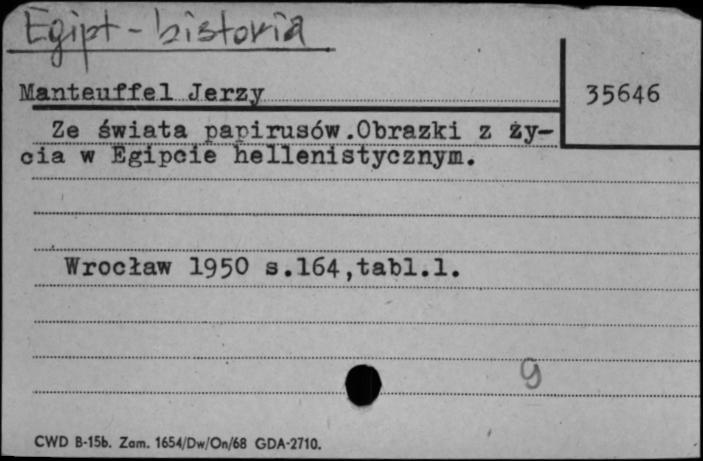 Egipt - historia
Manteuffel Jerzy
35646
Ze świata papirusów.Obrazki z ży-
cia w Egipcie hellenistycznym.
Wrocław 1950 s.164,tabl.1.
9
CWD B-15b. Zam. 1654/Dw/On/68 GDA-2710.